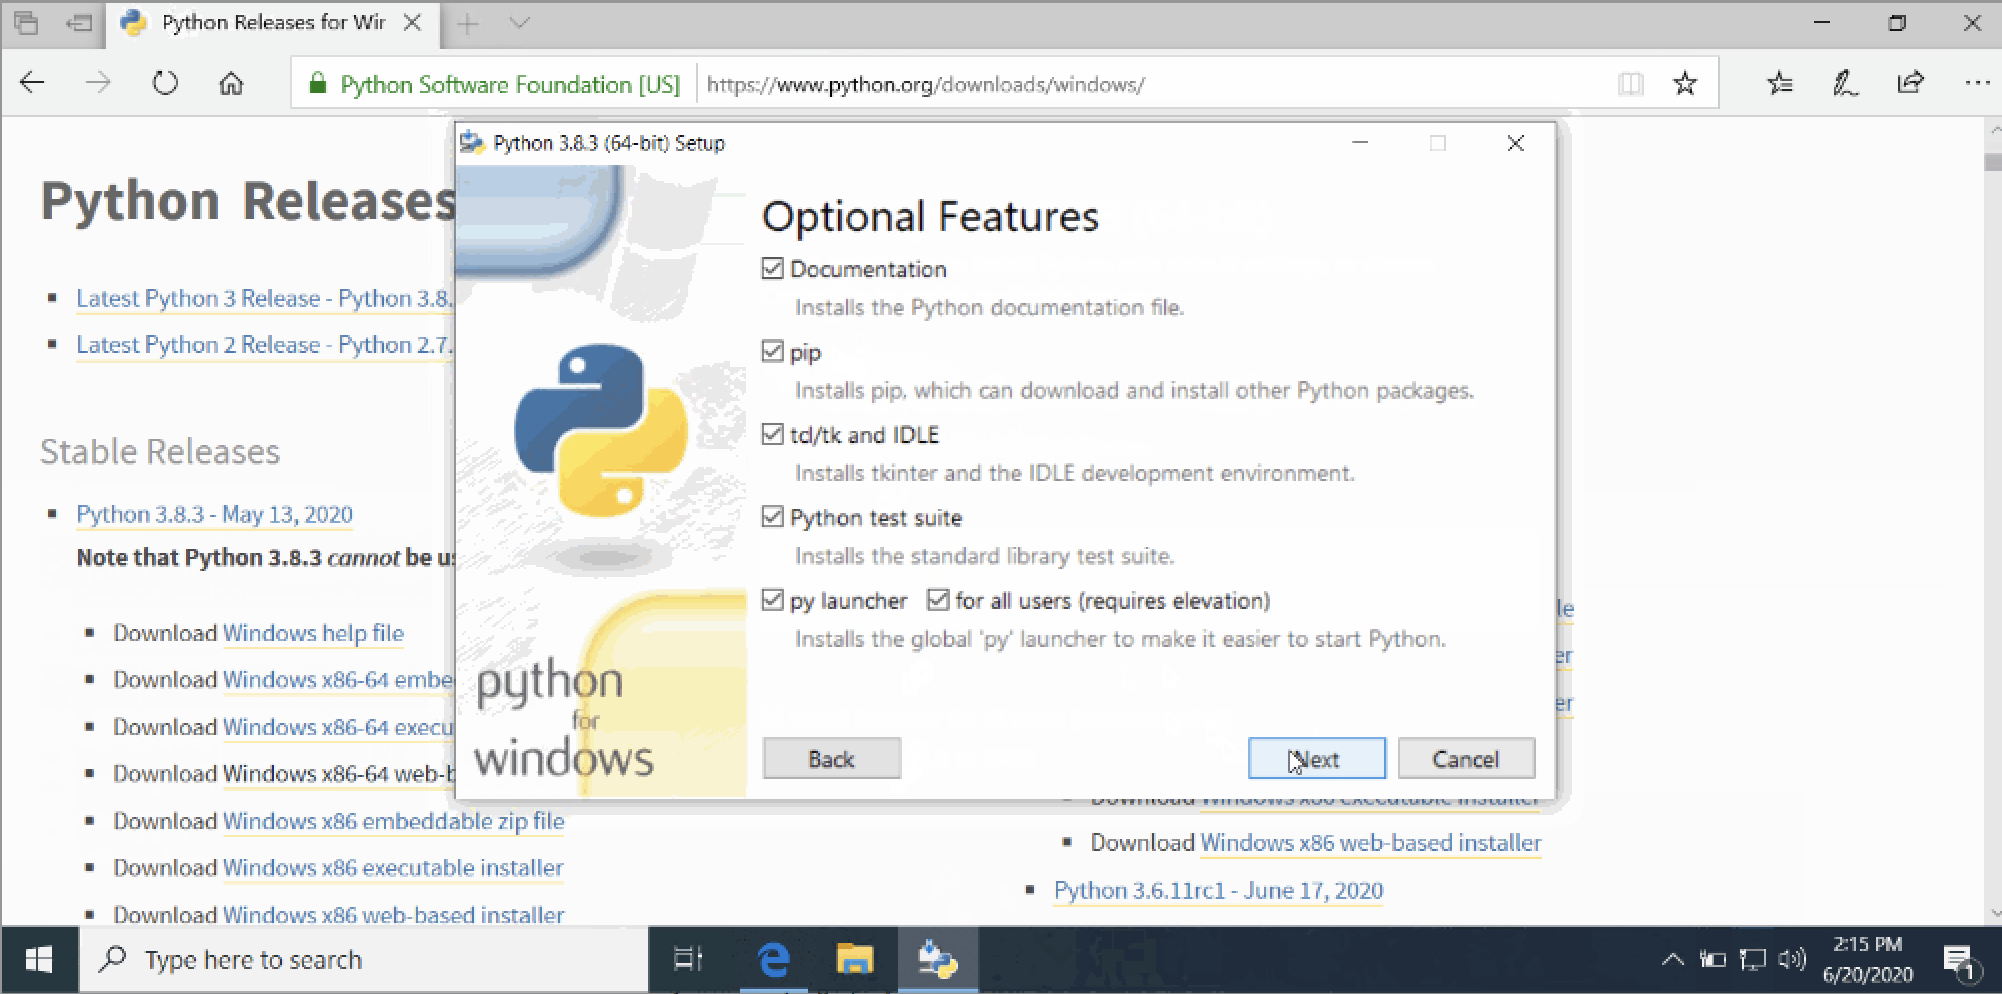 Python Releases for Wir
Python Software Foundation [US]
https://www.python.org/downloads/windows/
Python Releases
Latest Python 3 Release - Python 3.8.
Latest Python 2 Release - Python 2.7.
Stable Releases
Python 3.8.3 - May 13, 2020
Note that Python 3.8.3 cannot be us
Download Windows help file
Download Windows x86-64 embe
Download Windows x86-64 execu
Download Windows x86-64 web-b
Download Windows x86 embeddable zip file
Download Windows x86 executable installer
Download Windows x86 web-based installer
Python 3.8.3 (64-bit) Setup
Optional Features
Documentation
Installs the Python documentation file.
pip
Installs pip, which can download and install other Python packages.
td/tk and IDLE
Installs tkinter and the IDLE development environment.
Python test suite
Installs the standard library test suite.
py launcher for all users (requires elevation)
Installs the global 'py' launcher to make it easier to start Python.
python
for
windows
Back
Next
Cancel
le
er
er
Download Windows x86 executable installer
Download Windows x86 web-based installer
Python 3.6.11rc1 - June 17, 2020
Type here to search
2:15 PM
6/20/2020
1